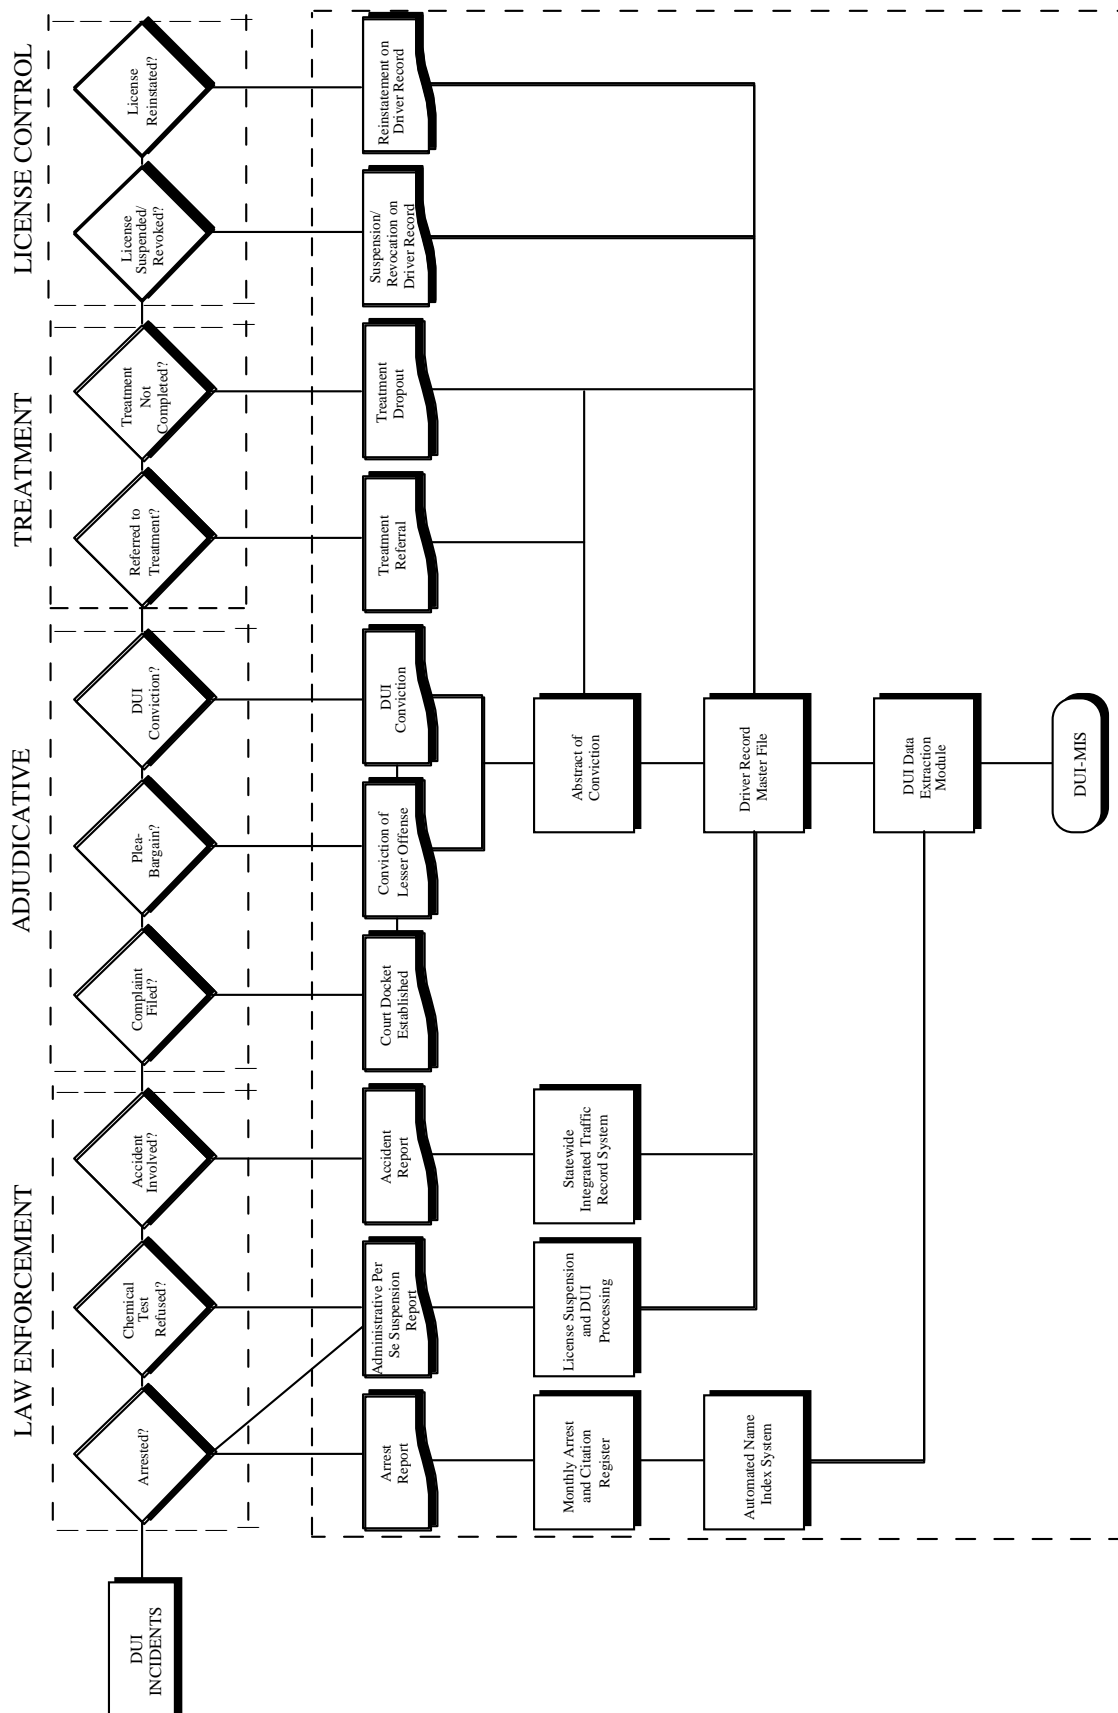 LAW ENFORCEMENT
ADJUDICATIVE
TREATMENT
LICENSE CONTROL
DUI
INCIDENTS
Arrested?
Chemical
Test
Refused?
Accident
Involved?
Complaint
Filed?
Plea-
Bargain?
DUI
Conviction?
Referred to
Treatment?
Treatment
Not
Completed?
License
Suspended/
Revoked?
License
Reinstated?
Arrest
Report
Administrative Per
Se Suspension
Report
Accident
Report
Court Docket
Established
Conviction of
Lesser Offense
DUI
Conviction
Treatment
Referral
Treatment
Dropout
Suspension/
Revocation on
Driver Record
Reinstatement on
Driver Record
Monthly Arrest
and Citation
Register
License Suspension
and DUI
Processing
Statewide
Integrated Traffic
Record System
Abstract of
Conviction
Automated Name
Index System
Driver Record
Master File
DUI Data
Extraction
Module
DUI-MIS